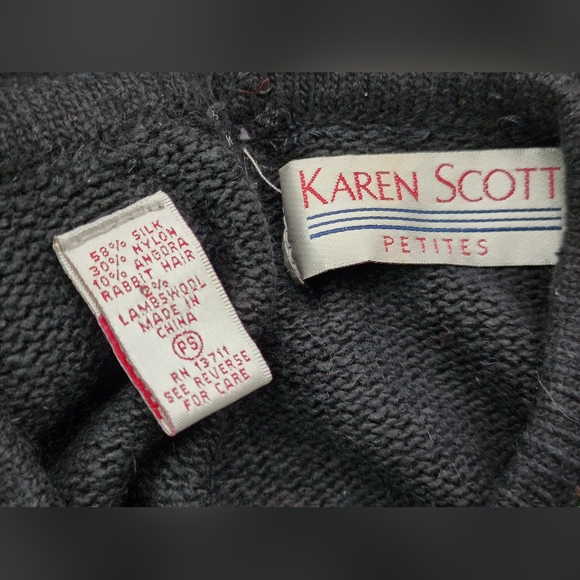 KAREN SCOTT
PETITES
58% SILK
30% NYLON
10% ANGORA
RABBIT HAIR
2%
LAMBSWOOL
MADE IN
CHINA
PS
RN 13711
SEE REVERSE
FOR CARE